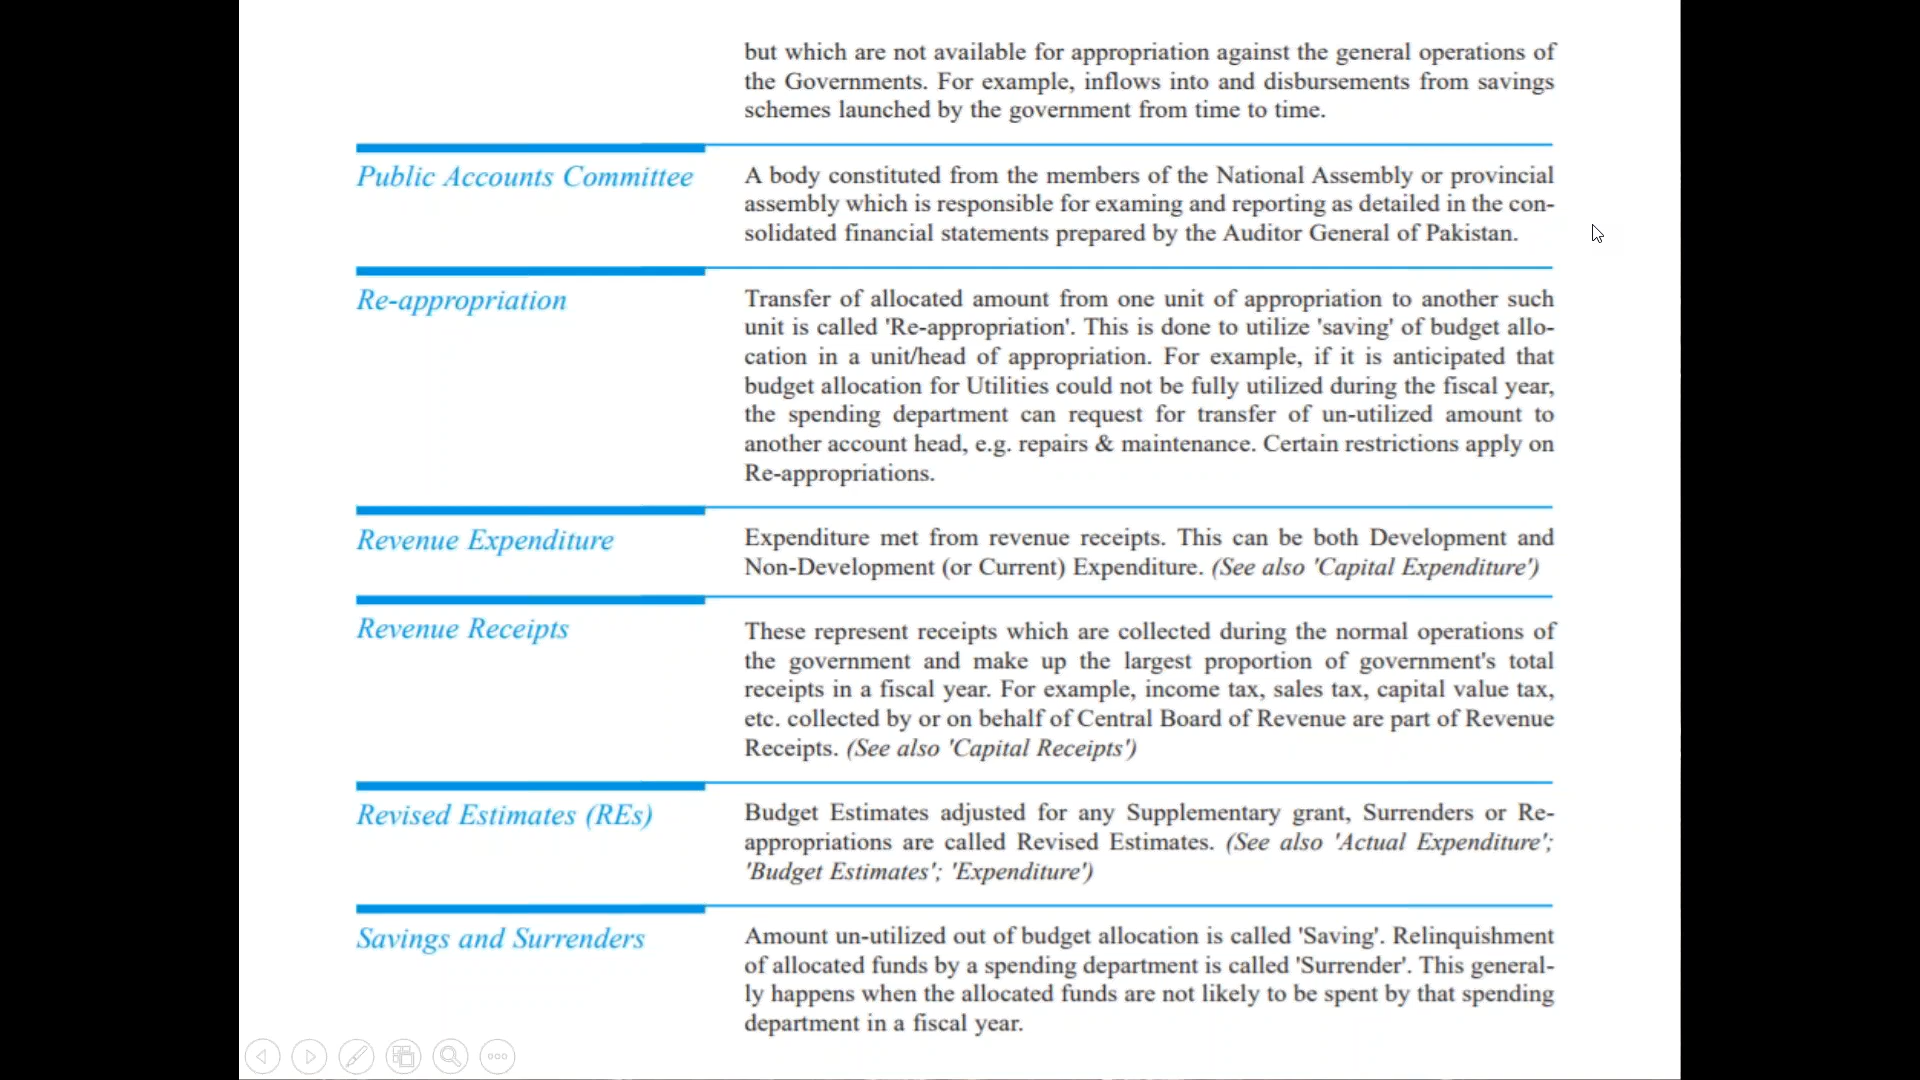 but which are not available for appropriation against the general operations of
the Governments. For example, inflows into and disbursements from savings
schemes launched by the government from time to time.
Public Accounts Committee
A body constituted from the members of the National Assembly or provincial
assembly which is responsible for examing and reporting as detailed in the con-
solidated financial statements prepared by the Auditor General of Pakistan.
Re-appropriation
Transfer of allocated amount from one unit of appropriation to another such
unit is called 'Re-appropriation'. This is done to utilize 'saving' of budget allo-
cation in a unit/head of appropriation. For example, if it is anticipated that
budget allocation for Utilities could not be fully utilized during the fiscal year,
the spending department can request for transfer of un-utilized amount to
another account head, e.g. repairs & maintenance. Certain restrictions apply on
Re-appropriations.
Revenue Expenditure
Expenditure met from revenue receipts. This can be both Development and
Non-Development (or Current) Expenditure. (See also 'Capital Expenditure')
Revenue Receipts
These represent receipts which are collected during the normal operations of
the government and make up the largest proportion of government's total
receipts in a fiscal year. For example, income tax, sales tax, capital value tax,
etc. collected by or on behalf of Central Board of Revenue are part of Revenue
Receipts. (See also 'Capital Receipts')
Revised Estimates (REs)
Budget Estimates adjusted for any Supplementary grant, Surrenders or Re-
appropriations are called Revised Estimates. (See also 'Actual Expenditure';
'Budget Estimates'; 'Expenditure')
Savings and Surrenders
Amount un-utilized out of budget allocation is called 'Saving'. Relinquishment
of allocated funds by a spending department is called 'Surrender'. This general-
ly happens when the allocated funds are not likely to be spent by that spending
department in a fiscal year.